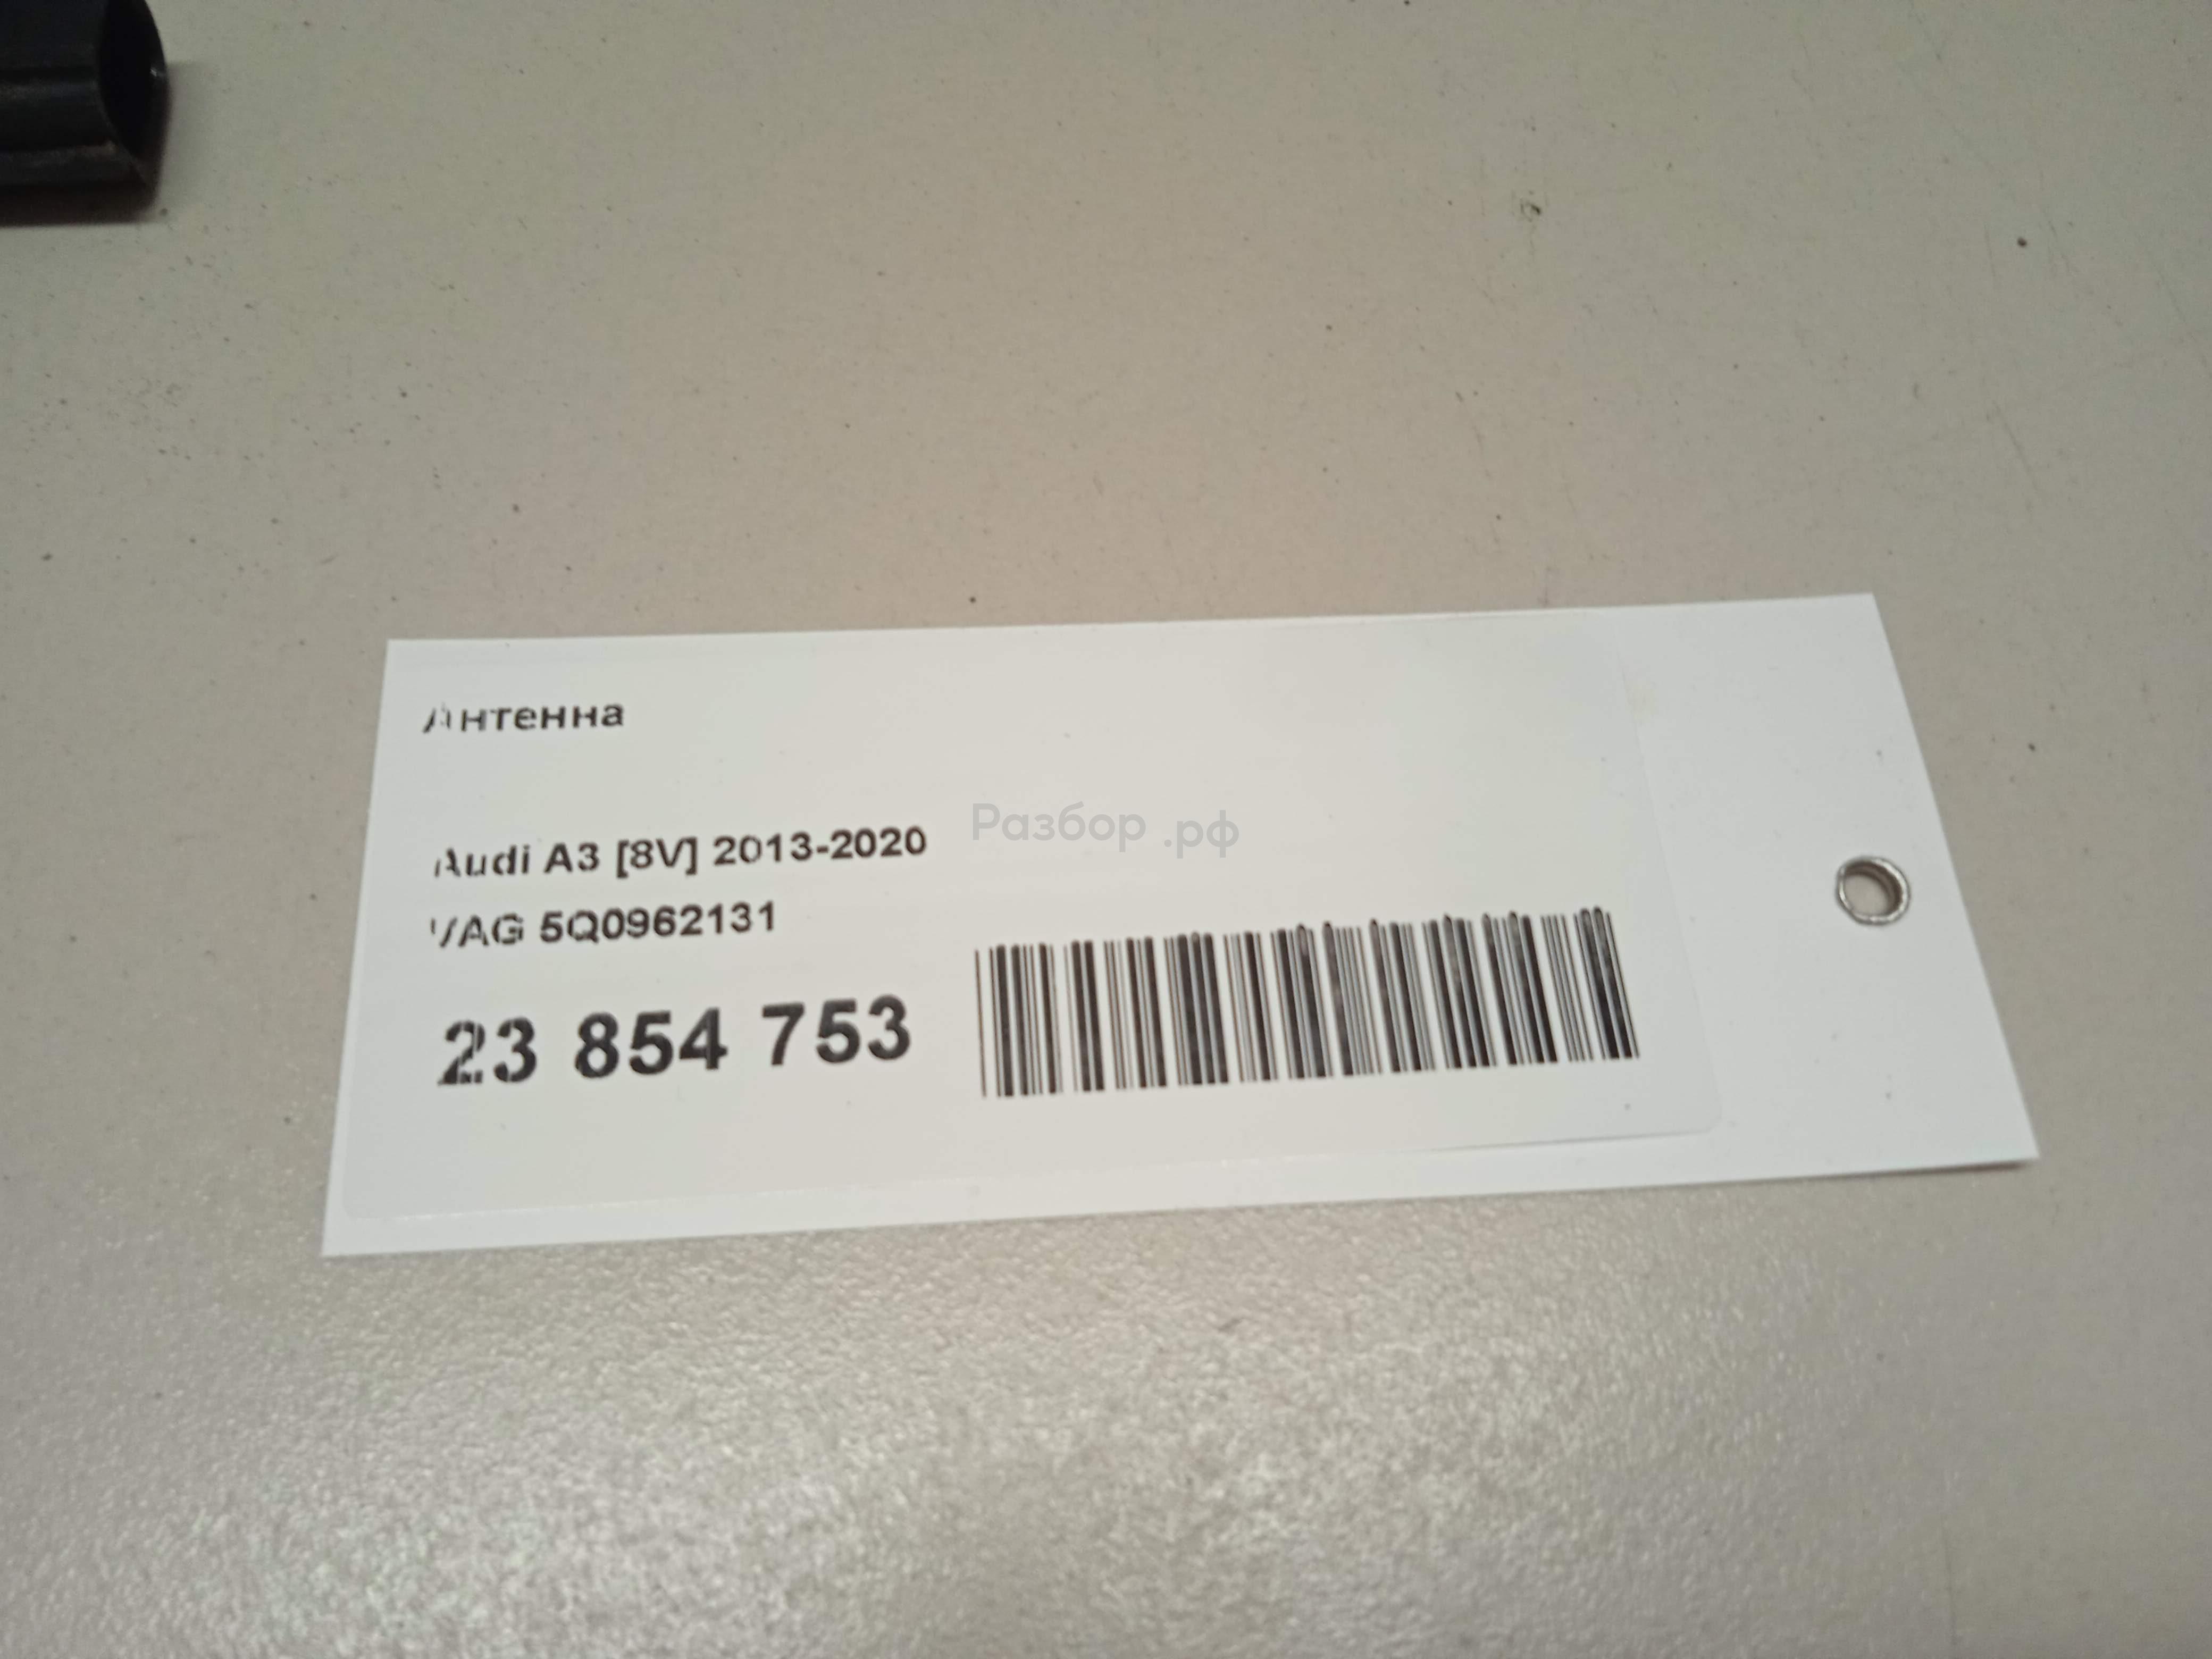 Антенна
Audi A3 [8V] 2013-2020
Разбор .рф
VAG 5Q0962131
23 854 753